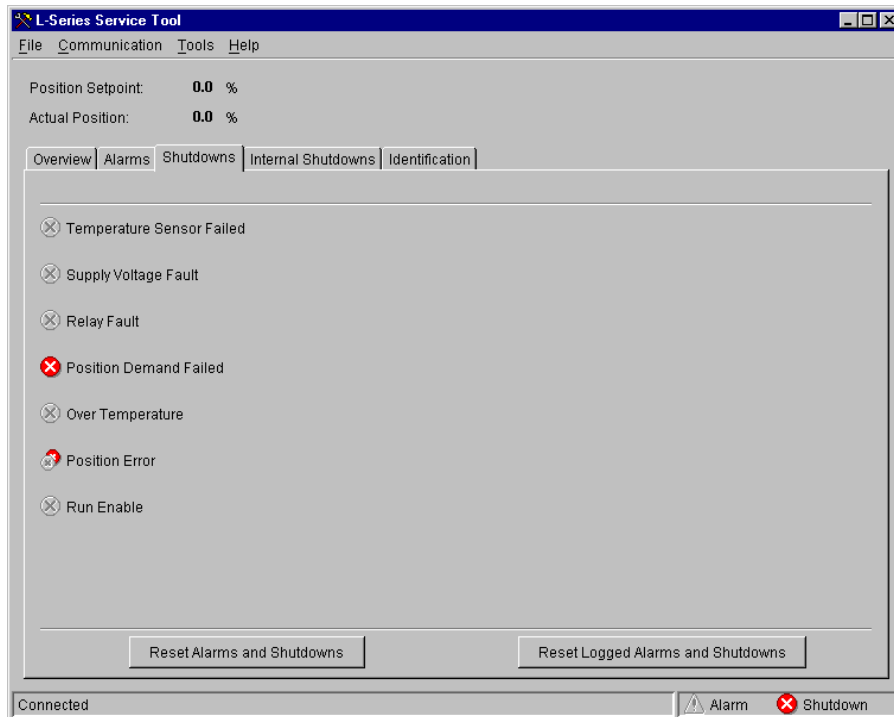 L-Series Service Tool
File Communication Tools Help
Position Setpoint: 0.0 %
Actual Position: 0.0 %
Overview Alarms Shutdowns Internal Shutdowns Identification
Temperature Sensor Failed
Supply Voltage Fault
Relay Fault
Position Demand Failed
Over Temperature
Position Error
Run Enable
Reset Alarms and Shutdowns Reset Logged Alarms and Shutdowns
Connected Alarm Shutdown